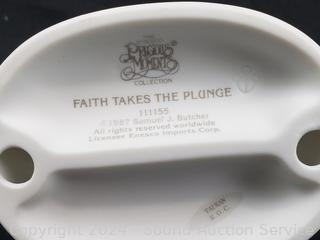 THE
Precious
Moments
COLLECTION
FAITH TAKES THE PLUNGE
111155
©1987 Samuel J. Butcher
All rights reserved worldwide
Licensee Enesco Imports Corp.
TAIWAN
R.O.C.
Copyright 2024 - Sound Auction Service